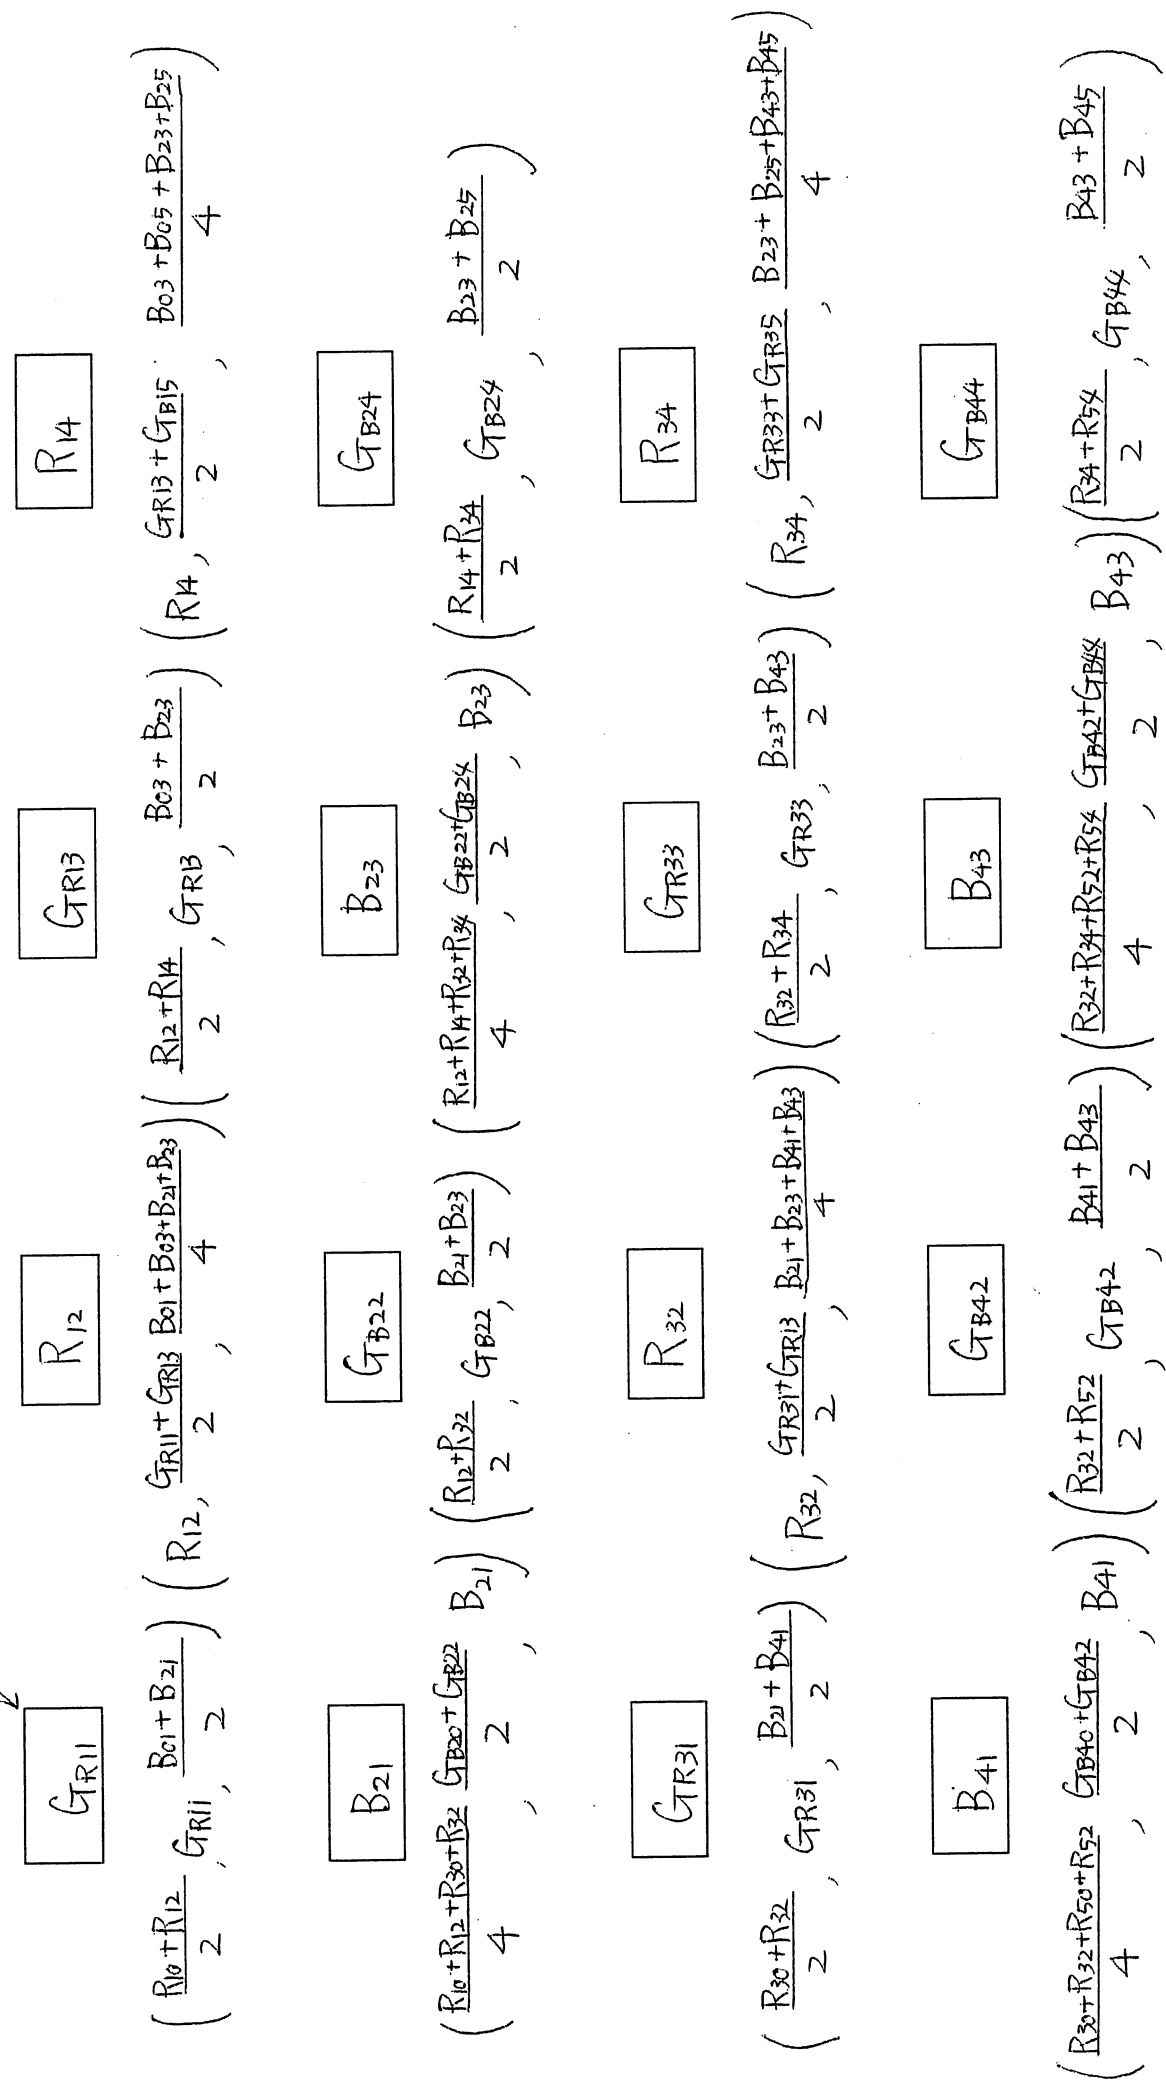 GR11 R12 GR13 R14
((R10+R12)/2, GR11, (B01+B21)/2) (R12, (GR11+GR13)/2, (B01+B03+B21+B23)/4) ((R12+R14)/2, GR13, (B03+B23)/2) (R14, (GR13+GB15)/2, (B03+B05+B23+B25)/4)
B21 GB22 B23 GB24
((R10+R12+R30+R32)/4, (GB20+GB22)/2, B21) ((R12+R32)/2, GB22, (B21+B23)/2) ((R12+R14+R32+R34)/4, (GB22+GB24)/2, B23) ((R14+R34)/2, GB24, (B23+B25)/2)
GR31 R32 GR33 R34
((R30+R32)/2, GR31, (B21+B41)/2) (R32, (GR31+GR13)/2, (B21+B23+B41+B43)/4) ((R32+R34)/2, GR33, (B23+B43)/2) (R34, (GR33+GR35)/2, (B23+B25+B43+B45)/4)
B41 GB42 B43 GB44
((R30+R32+R50+R52)/4, (GB40+GB42)/2, B41) ((R32+R52)/2, GB42, (B41+B43)/2) ((R32+R34+R52+R54)/4, (GB42+GB44)/2, B43) ((R34+R54)/2, GB44, (B43+B45)/2)